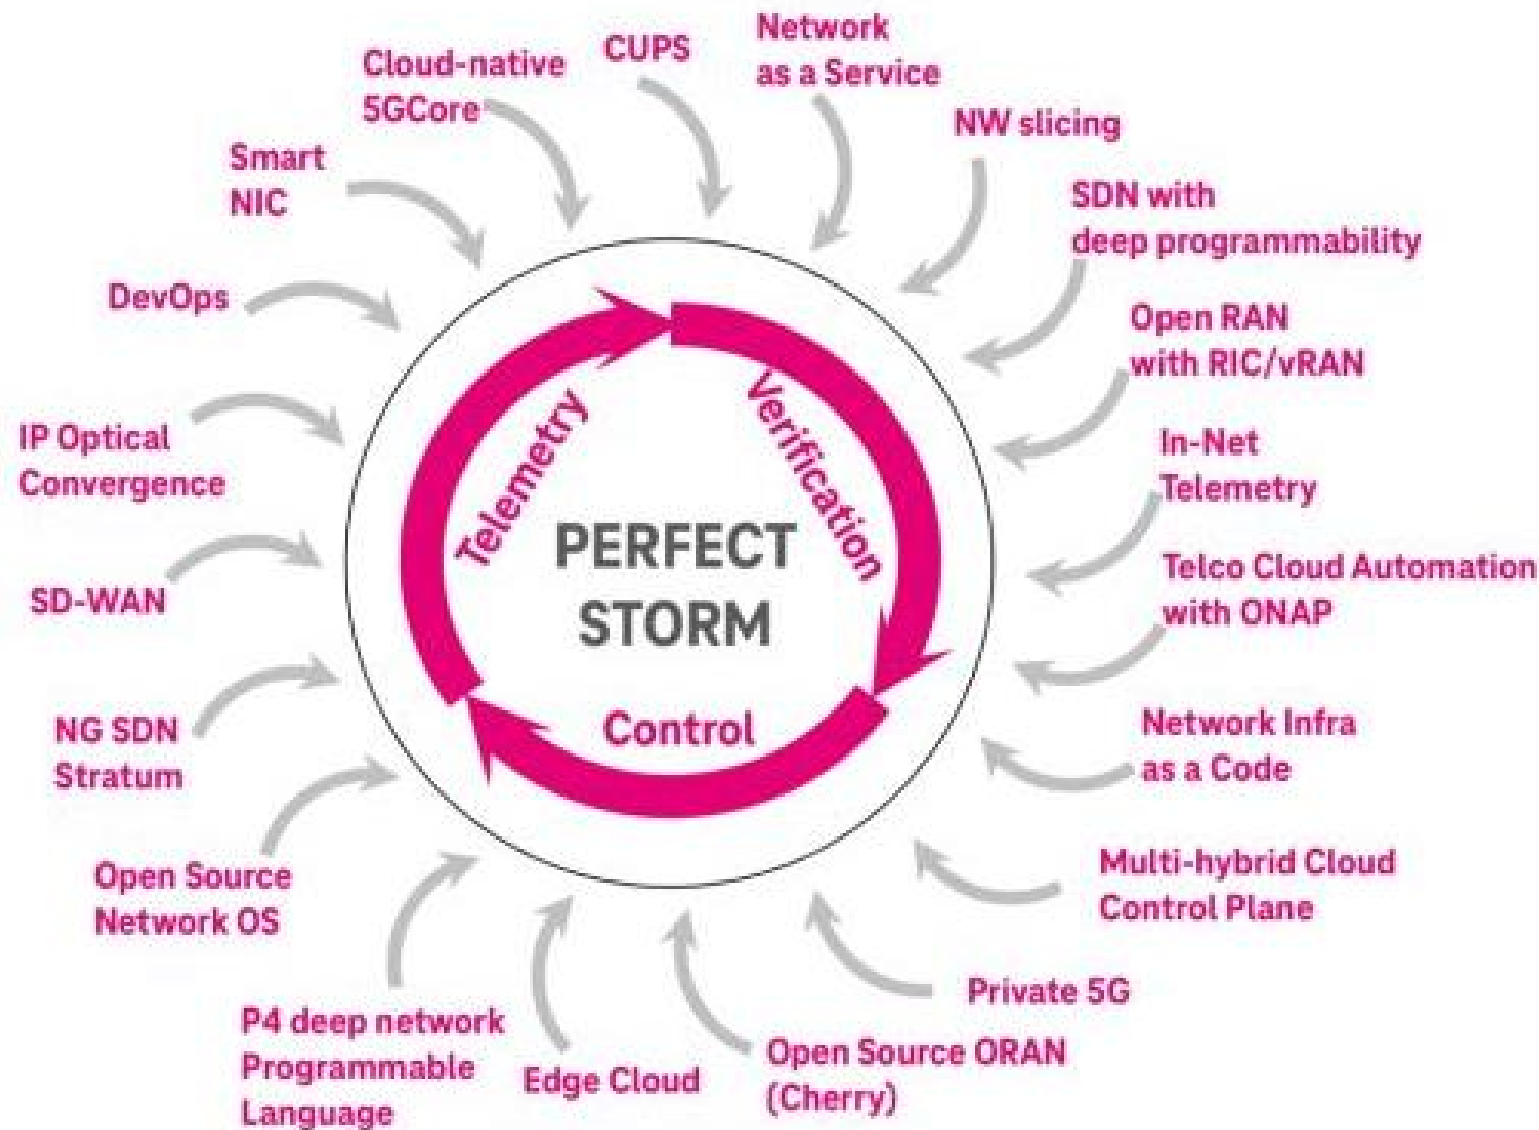 CUPS
Network
as a Service
NW slicing
SDN with
deep programmability
Open RAN
with RIC/vRAN
In-Net
Telemetry
Telco Cloud Automation
with ONAP
Network Infra
as a Code
Multi-hybrid Cloud
Control Plane
Private 5G
Open Source ORAN
(Cherry)
Edge Cloud
P4 deep network
Programmable
Language
Open Source
Network OS
NG SDN
Stratum
SD-WAN
IP Optical
Convergence
DevOps
Smart
NIC
Cloud-native
5GCore
Telemetry
Verification
Control
PERFECT
STORM